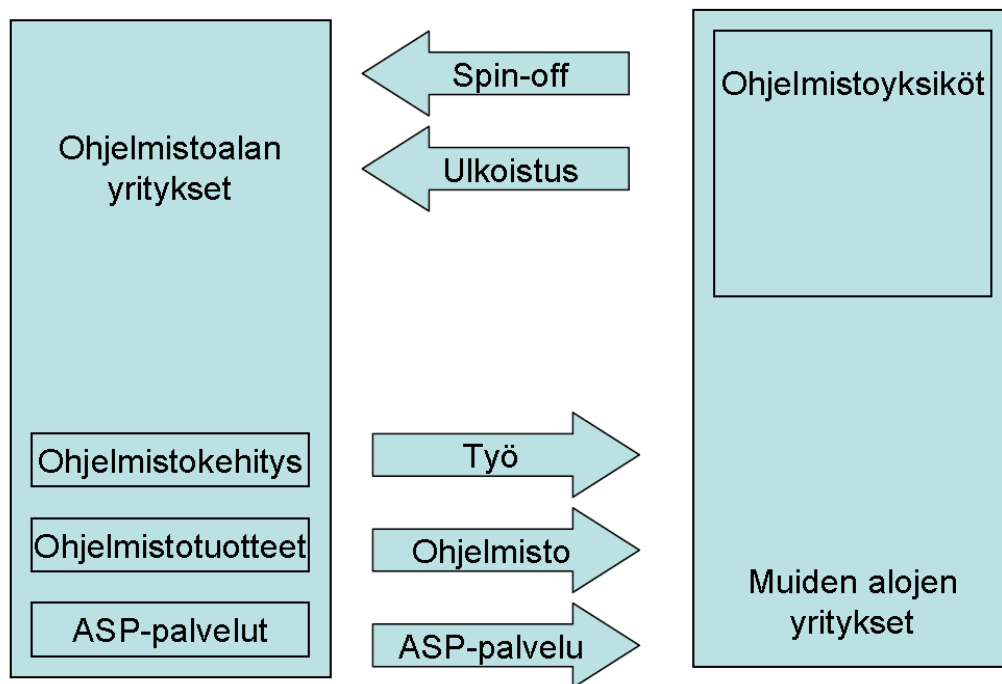 Ohjelmistoalan
yritykset
Ohjelmistokehitys
Ohjelmistotuotteet
ASP-palvelut
Spin-off
Ulkoistus
Työ
Ohjelmisto
ASP-palvelu
Ohjelmistoyksiköt
Muiden alojen
yritykset